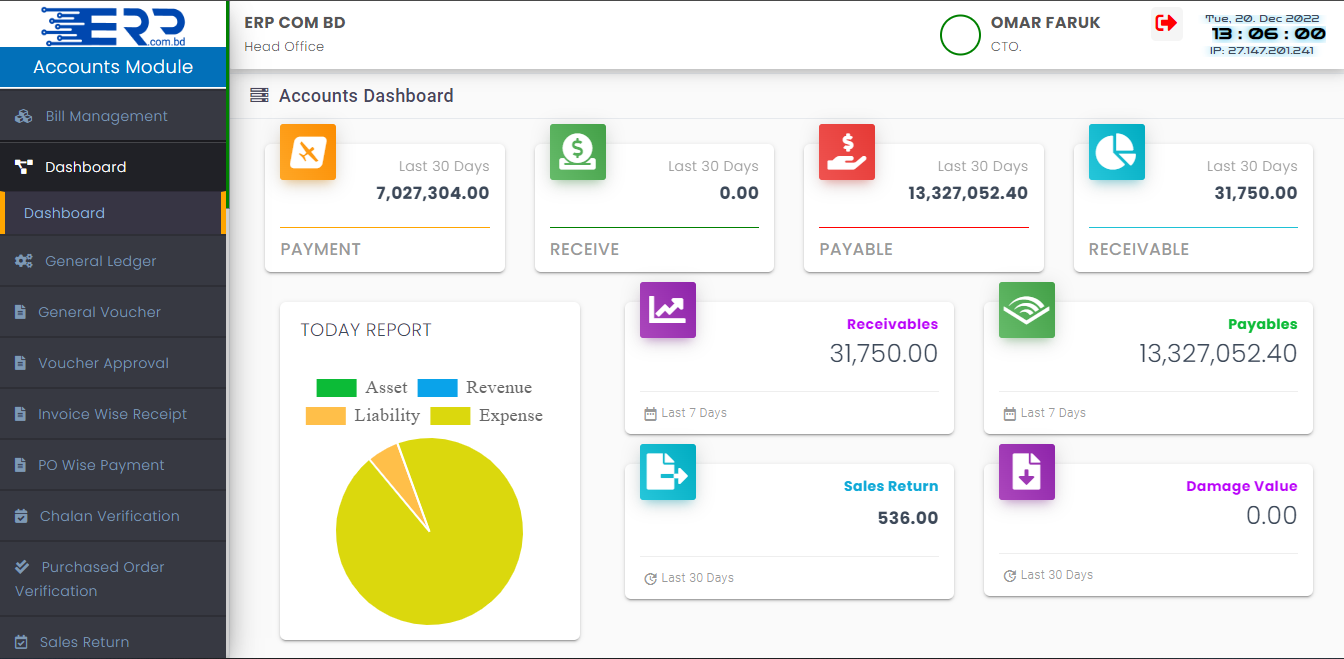 ERP
.com.bd
Accounts Module
Bill Management
Dashboard
Dashboard
General Ledger
General Voucher
Voucher Approval
Invoice Wise Receipt
PO Wise Payment
Chalan Verification
Purchased Order
Verification
Sales Return
ERP COM BD
Head Office
OMAR FARUK
CTO.
Tue, 20. Dec 2022
13 : 06 : 00
IP: 27.147.201.241
Accounts Dashboard
Last 30 Days
7,027,304.00
PAYMENT
Last 30 Days
0.00
RECEIVE
Last 30 Days
13,327,052.40
PAYABLE
Last 30 Days
31,750.00
RECEIVABLE
TODAY REPORT
Asset Revenue
Liability Expense
Receivables
31,750.00
Last 7 Days
Payables
13,327,052.40
Last 7 Days
Sales Return
536.00
Last 30 Days
Damage Value
0.00
Last 30 Days